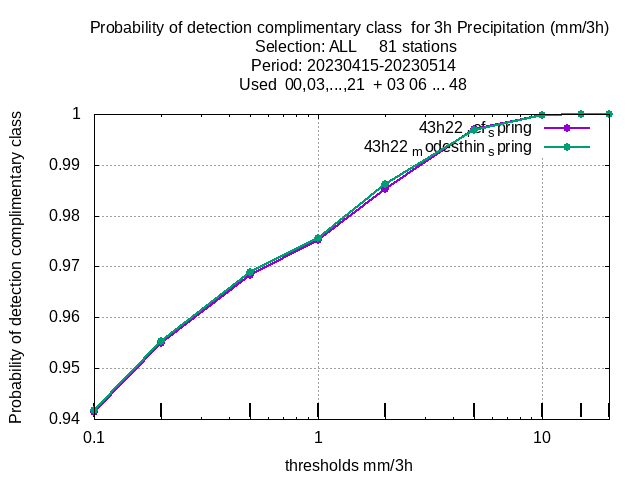 Probability of detection complimentary class for 3h Precipitation (mm/3h)
Selection: ALL 81 stations
Period: 20230415-20230514
Used 00,03,...,21 + 03 06 ... 48
Probability of detection complimentary class
1
0.99
0.98
0.97
0.96
0.95
0.94
43h22 modesthinspring
0.1
1
10
thresholds mm/3h